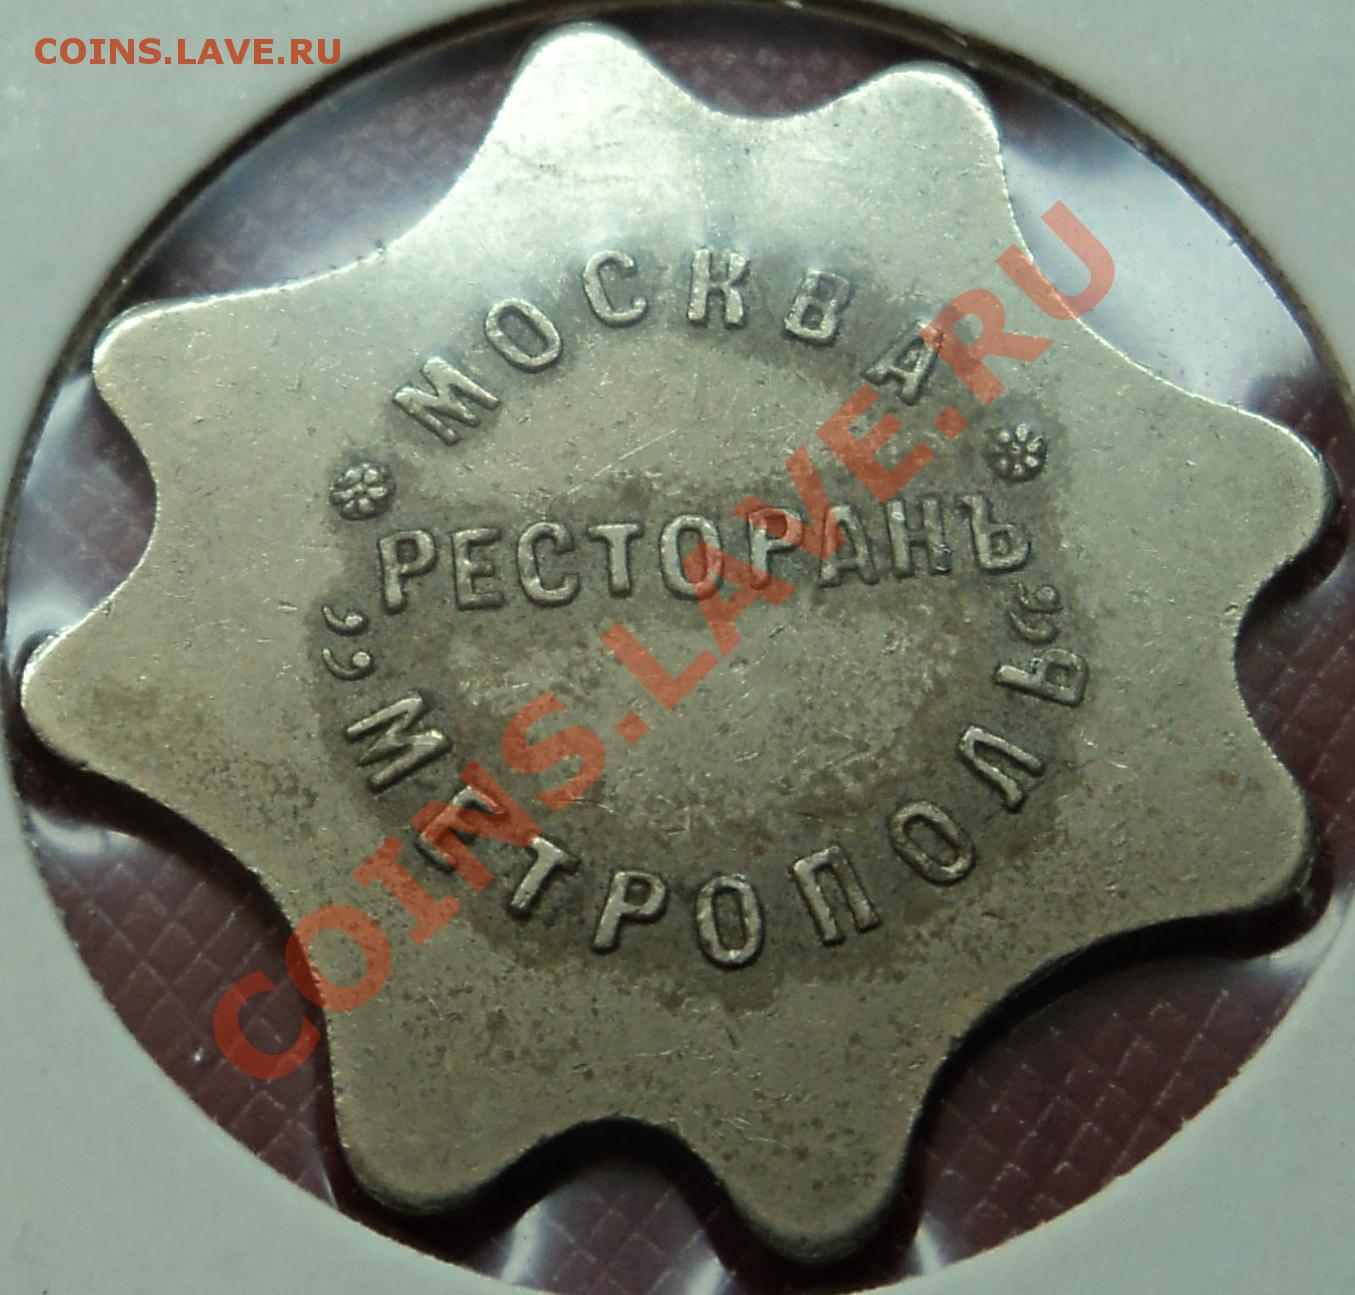 COINS.LAVE.RU
МОСКВА
РЕСТОРАНЪ
„МЕТРОПОЛЬ“
COINS.LAVE.RU